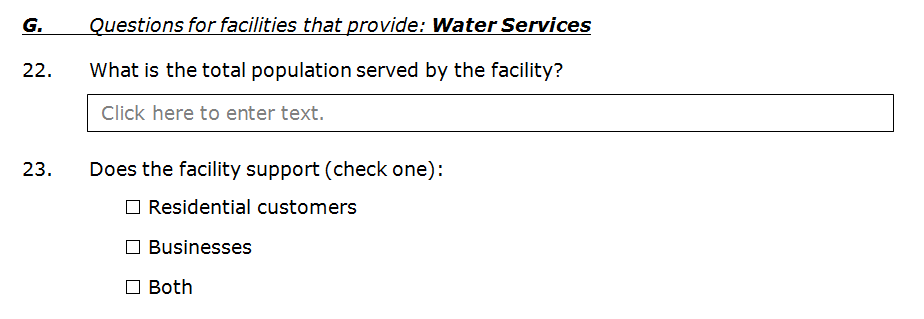 G. Questions for facilities that provide: Water Services
22. What is the total population served by the facility?
Click here to enter text.
23. Does the facility support (check one):
☐ Residential customers
☐ Businesses
☐ Both